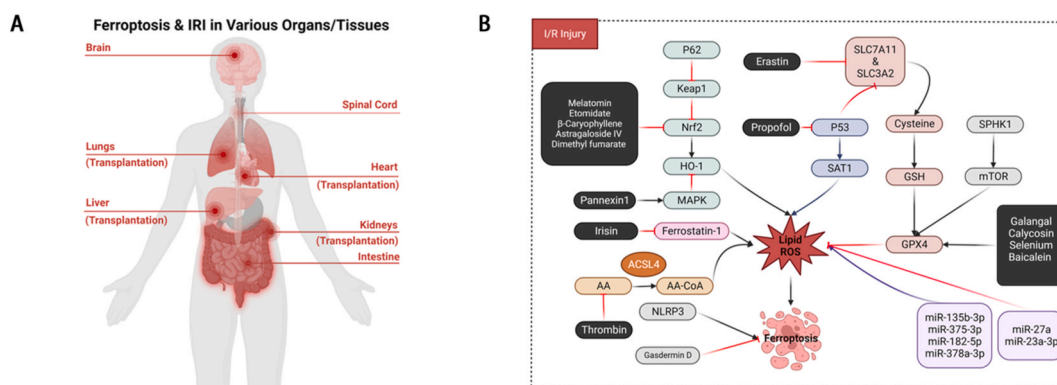 A
Ferroptosis & IRI in Various Organs/Tissues
Brain
Spinal Cord
Lungs
(Transplantation)
Heart
(Transplantation)
Liver
(Transplantation)
Kidneys
(Transplantation)
Intestine
B
I/R Injury
P62
Keap1
Nrf2
HO-1
MAPK
Melatomin
Etomidate
β-Caryophyllene
Astragaloside IV
Dimethyl fumarate
Pannexin1
Irisin
Ferrostatin-1
ACSL4
AA
AA-CoA
Thrombin
NLRP3
Gasdermin D
Erastin
SLC7A11
&
SLC3A2
Propofol
P53
SAT1
Cysteine
GSH
GPX4
SPHK1
mTOR
Galangal
Calycosin
Selenium
Baicalein
Lipid
ROS
Ferroptosis
miR-135b-3p
miR-375-3p
miR-182-5p
miR-378a-3p
miR-27a
miR-23a-3p